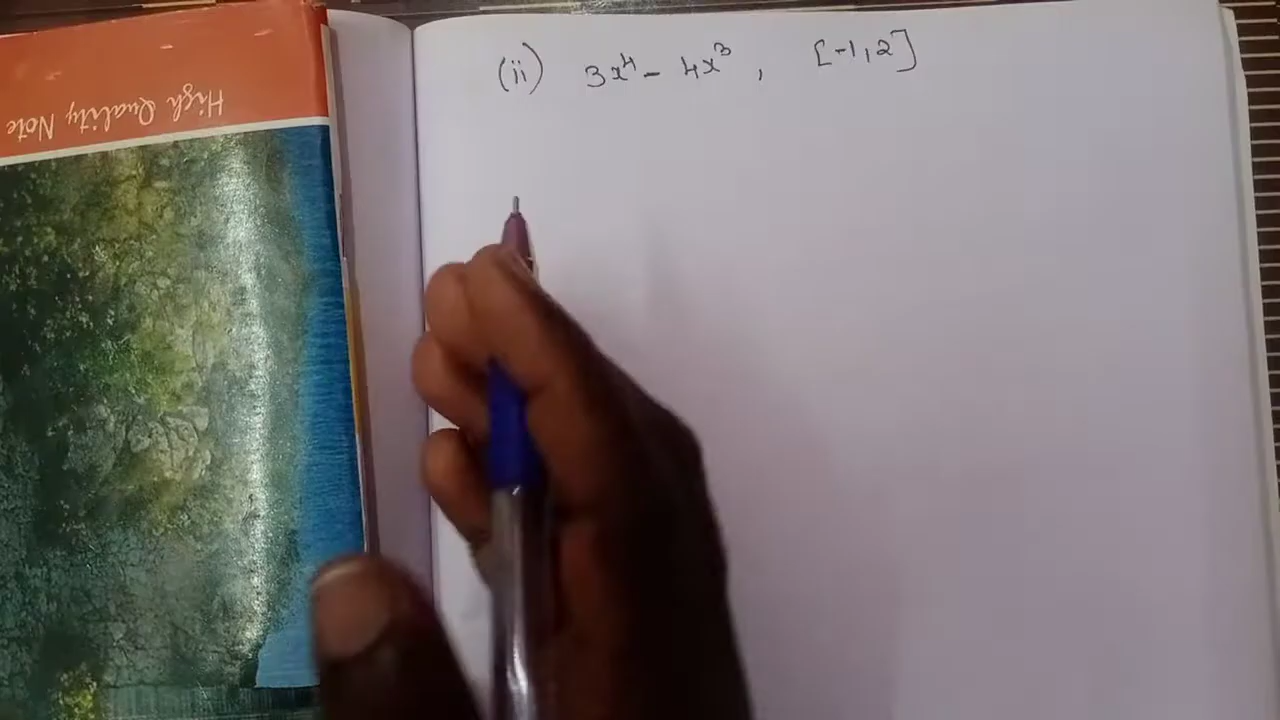 High Quality Note
(ii) 3x⁴ - 4x³ , [-1,2]